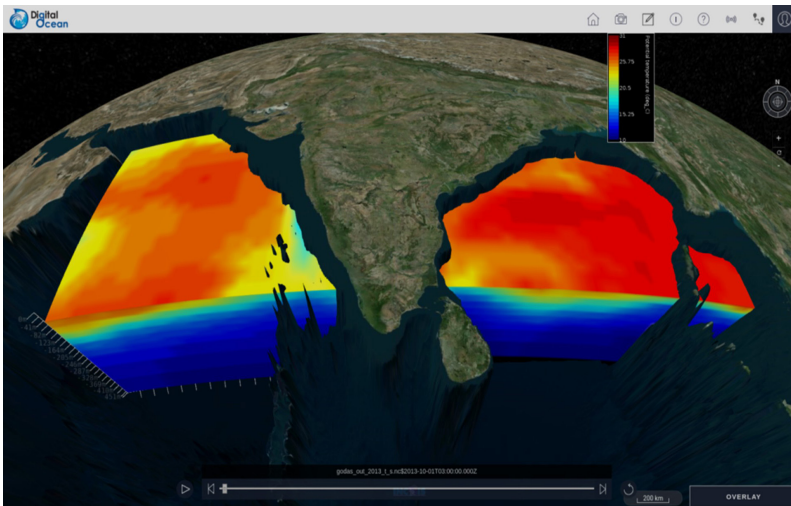 Digital
Ocean
31
25.75
20.5
15.25
10
Potential temperature (deg_C)
N
godas_out_2013_t_s.nc$2013-10-01T03:00:00.000Z
200 km
OVERLAY